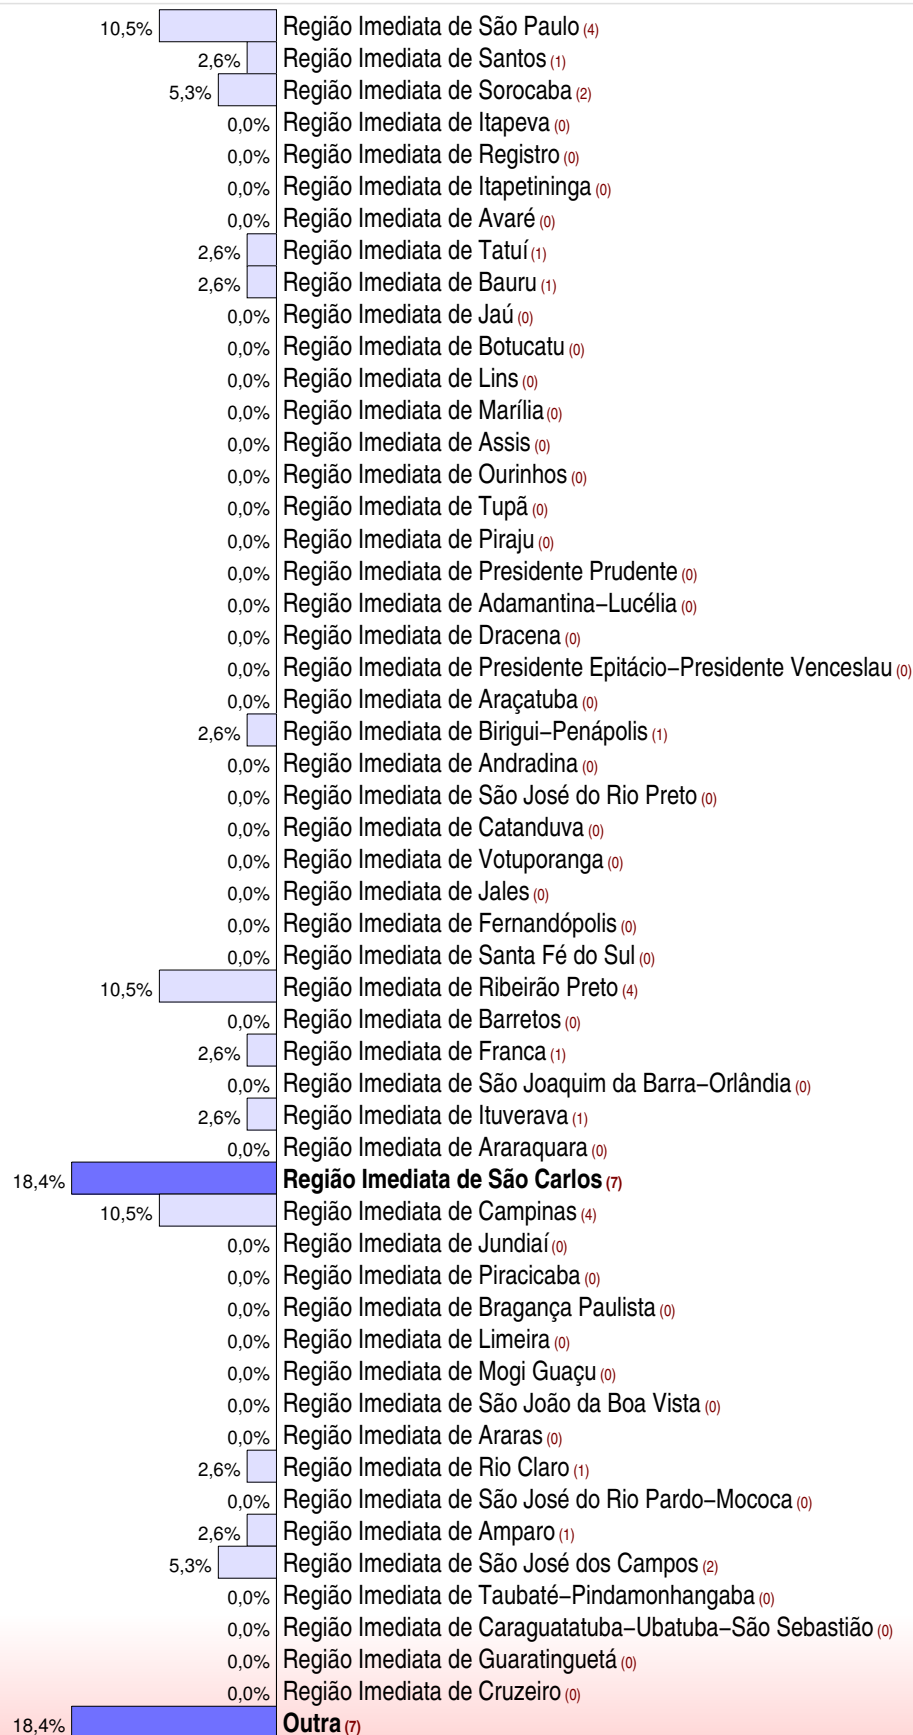 10,5% Região Imediata de São Paulo (4)
2,6% Região Imediata de Santos (1)
5,3% Região Imediata de Sorocaba (2)
0,0% Região Imediata de Itapeva (0)
0,0% Região Imediata de Registro (0)
0,0% Região Imediata de Itapetininga (0)
0,0% Região Imediata de Avaré (0)
2,6% Região Imediata de Tatuí (1)
2,6% Região Imediata de Bauru (1)
0,0% Região Imediata de Jaú (0)
0,0% Região Imediata de Botucatu (0)
0,0% Região Imediata de Lins (0)
0,0% Região Imediata de Marília (0)
0,0% Região Imediata de Assis (0)
0,0% Região Imediata de Ourinhos (0)
0,0% Região Imediata de Tupã (0)
0,0% Região Imediata de Piraju (0)
0,0% Região Imediata de Presidente Prudente (0)
0,0% Região Imediata de Adamantina–Lucélia (0)
0,0% Região Imediata de Dracena (0)
0,0% Região Imediata de Presidente Epitácio–Presidente Venceslau (0)
0,0% Região Imediata de Araçatuba (0)
2,6% Região Imediata de Birigui–Penápolis (1)
0,0% Região Imediata de Andradina (0)
0,0% Região Imediata de São José do Rio Preto (0)
0,0% Região Imediata de Catanduva (0)
0,0% Região Imediata de Votuporanga (0)
0,0% Região Imediata de Jales (0)
0,0% Região Imediata de Fernandópolis (0)
0,0% Região Imediata de Santa Fé do Sul (0)
10,5% Região Imediata de Ribeirão Preto (4)
0,0% Região Imediata de Barretos (0)
2,6% Região Imediata de Franca (1)
0,0% Região Imediata de São Joaquim da Barra–Orlândia (0)
2,6% Região Imediata de Ituverava (1)
0,0% Região Imediata de Araraquara (0)
18,4% Região Imediata de São Carlos (7)
10,5% Região Imediata de Campinas (4)
0,0% Região Imediata de Jundiaí (0)
0,0% Região Imediata de Piracicaba (0)
0,0% Região Imediata de Bragança Paulista (0)
0,0% Região Imediata de Limeira (0)
0,0% Região Imediata de Mogi Guaçu (0)
0,0% Região Imediata de São João da Boa Vista (0)
0,0% Região Imediata de Araras (0)
2,6% Região Imediata de Rio Claro (1)
0,0% Região Imediata de São José do Rio Pardo–Mococa (0)
2,6% Região Imediata de Amparo (1)
5,3% Região Imediata de São José dos Campos (2)
0,0% Região Imediata de Taubaté–Pindamonhangaba (0)
0,0% Região Imediata de Caraguatatuba–Ubatuba–São Sebastião (0)
0,0% Região Imediata de Guaratinguetá (0)
0,0% Região Imediata de Cruzeiro (0)
18,4% Outra (7)